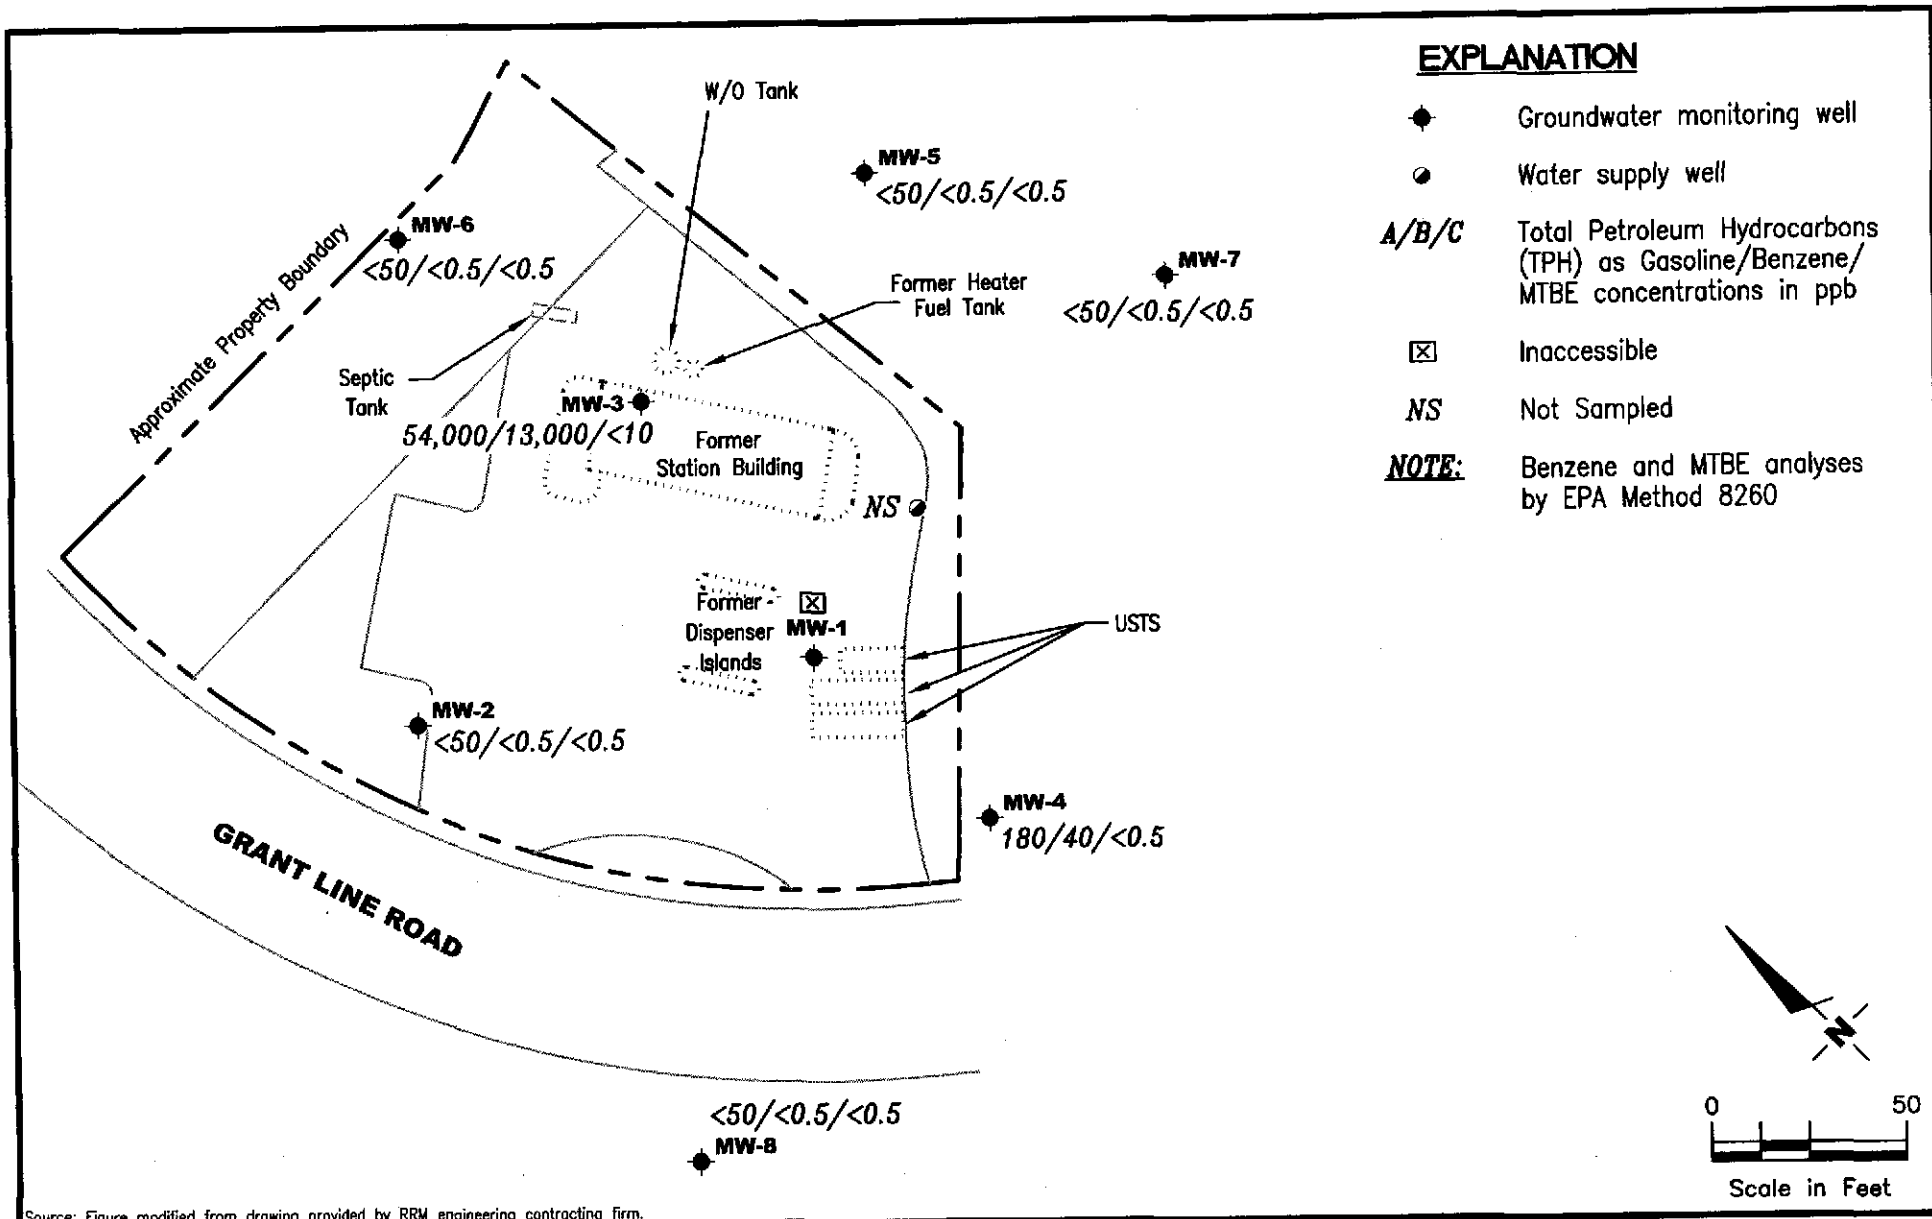 EXPLANATION
Groundwater monitoring well
Water supply well
A/B/C
Total Petroleum Hydrocarbons
(TPH) as Gasoline/Benzene/
MTBE concentrations in ppb
Inaccessible
NS
Not Sampled
NOTE:
Benzene and MTBE analyses
by EPA Method 8260
W/O Tank
MW-5
<50/<0.5/<0.5
MW-6
<50/<0.5/<0.5
MW-7
<50/<0.5/<0.5
Former Heater
Fuel Tank
Approximate Property Boundary
Septic
Tank
MW-3
54,000/13,000/<10
Former
Station Building
NS
Former
Dispenser
Islands
MW-1
USTS
MW-2
<50/<0.5/<0.5
MW-4
180/40/<0.5
GRANT LINE ROAD
<50/<0.5/<0.5
MW-8
N
0 50
Scale in Feet
Source: Figure modified from drawing provided by RRM engineering contracting firm.